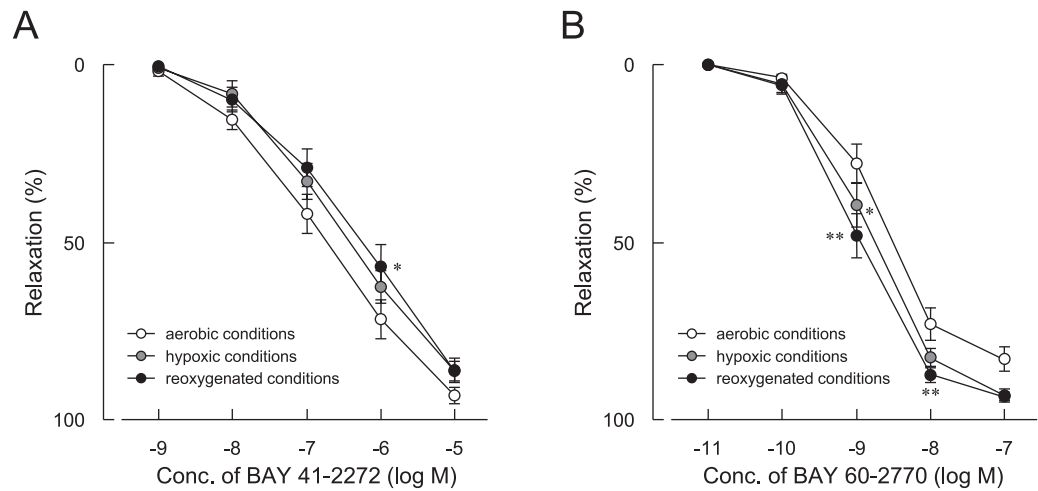 A
0
50
100
Relaxation (%)
*
aerobic conditions
hypoxic conditions
reoxygenated conditions
-9 -8 -7 -6 -5
Conc. of BAY 41-2272 (log M)
B
0
50
100
Relaxation (%)
*
**
**
aerobic conditions
hypoxic conditions
reoxygenated conditions
-11 -10 -9 -8 -7
Conc. of BAY 60-2770 (log M)